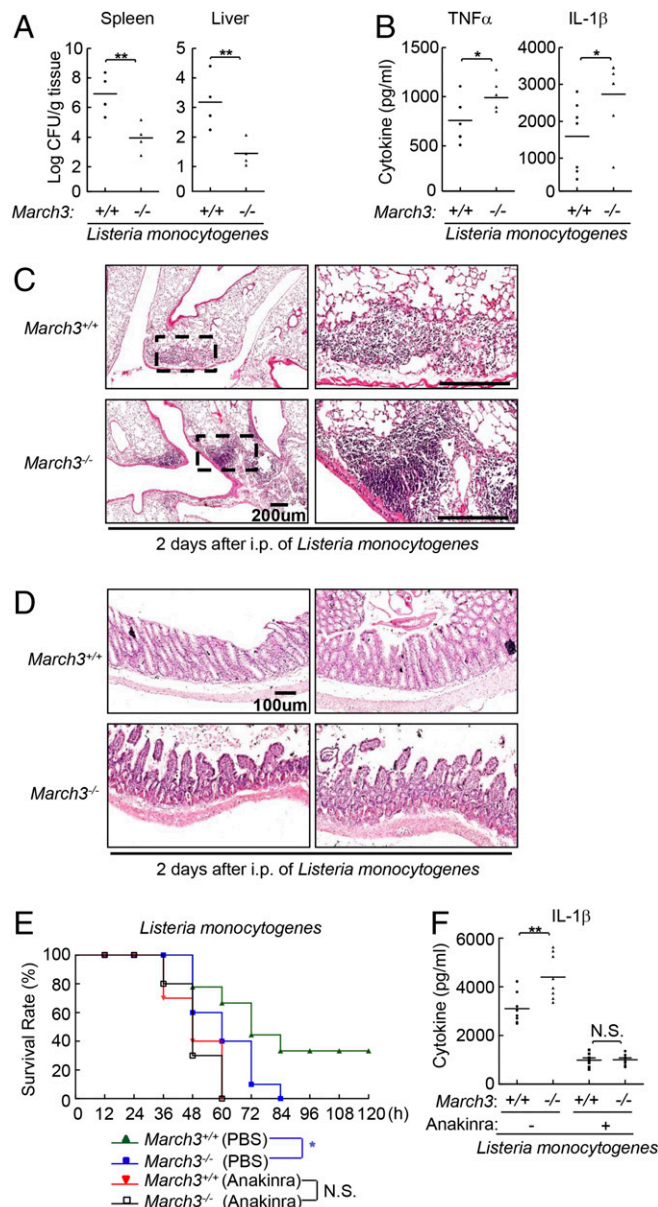 A
Spleen
Liver
Log CFU/g tissue
10
8
6
4
2
0
**
5
4
3
2
1
0
**
March3: +/+ -/- +/+ -/-
Listeria monocytogenes
B
TNFα
IL-1β
Cytokine (pg/ml)
1500
1000
500
0
*
4000
3000
2000
1000
0
*
March3: +/+ -/- +/+ -/-
Listeria monocytogenes
C
March3+/+
March3-/-
200um
2 days after i.p. of Listeria monocytogenes
D
March3+/+
100um
March3-/-
2 days after i.p. of Listeria monocytogenes
E
Listeria monocytogenes
Survival Rate (%)
100
80
60
40
20
0
0 12 24 36 48 60 72 84 96 108 120 (h)
March3+/+ (PBS)
*
March3-/- (PBS)
March3+/+ (Anakinra)
N.S.
March3-/- (Anakinra)
F
IL-1β
Cytokine (pg/ml)
6000
4000
2000
0
**
N.S.
March3: +/+ -/- +/+ -/-
Anakinra: - +
Listeria monocytogenes